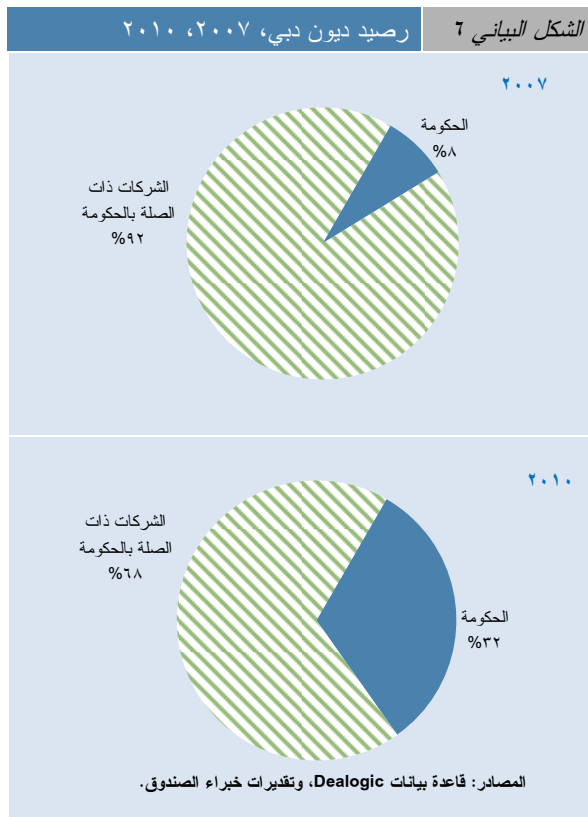 الشكل البياني ٦
رصيد ديون دبي، ٢٠٠٧، ٢٠١٠
٢٠٠٧
الحكومة
%٨
الشركات ذات
الصلة بالحكومة
%٩٢
٢٠١٠
الشركات ذات
الصلة بالحكومة
%٦٨
الحكومة
%٣٢
المصادر: قاعدة بيانات Dealogic، وتقديرات خبراء الصندوق.